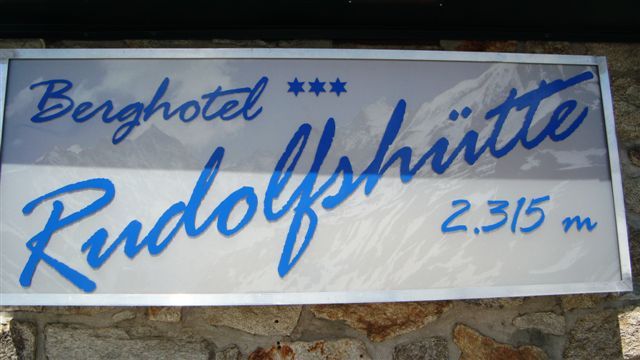 Berghotel ***
Rudolfshütte
2.315 m